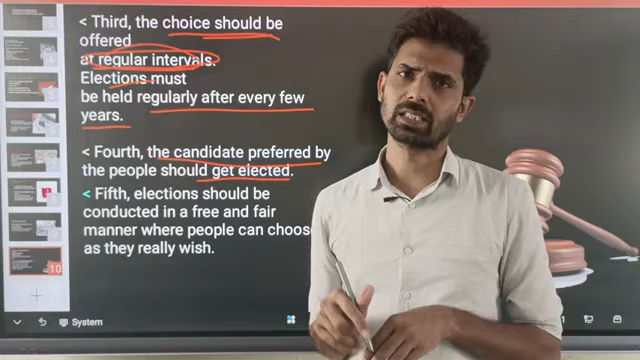 < Third, the choice should be
offered
at regular intervals.
Elections must
be held regularly after every few
years.
< Fourth, the candidate preferred by
the people should get elected.
< Fifth, elections should be
conducted in a free and fair
manner where people can choos
as they really wish.
10
System